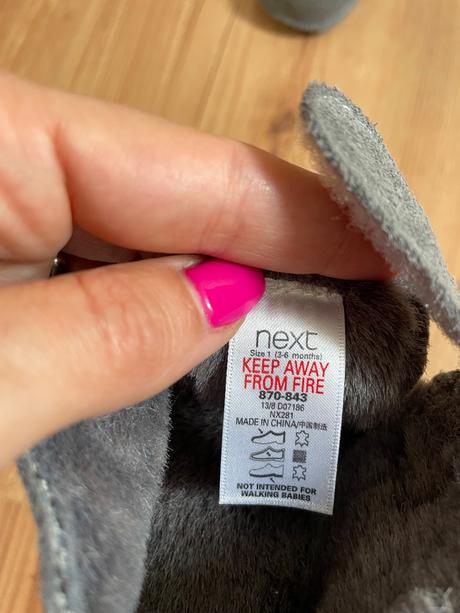 next
Size 1 (3-6 months)
KEEP AWAY
FROM FIRE
870-843
13/8 D07186
NX281
MADE IN CHINA/中国制造
NOT INTENDED FOR
WALKING BABIES